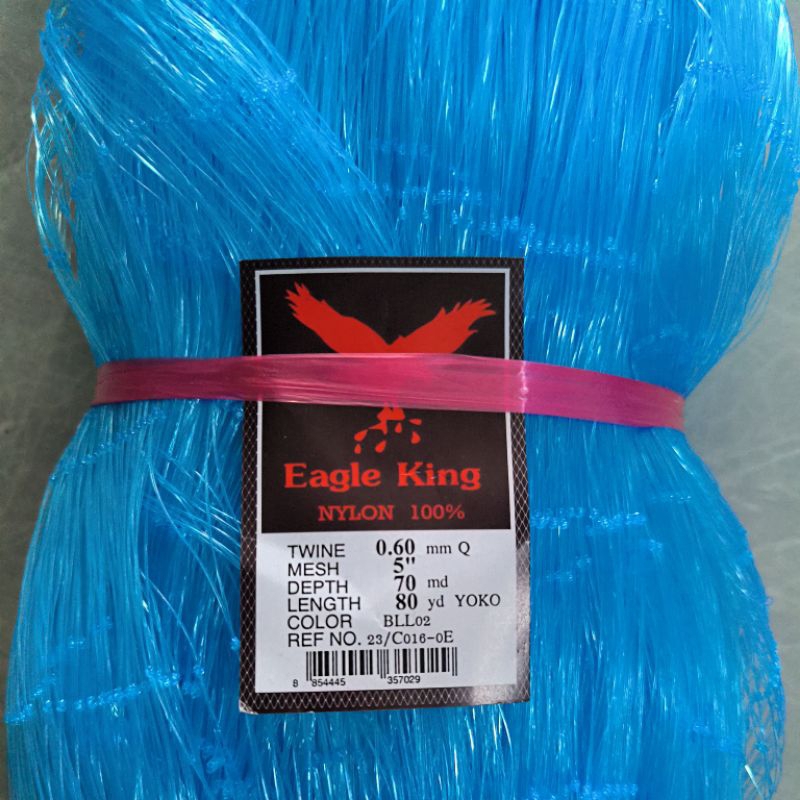 Eagle King
NYLON 100%
TWINE 0.60 mm Q
MESH 5"
DEPTH 70 md
LENGTH 80 yd YOKO
COLOR BLL02
REF NO. 23/C016-0E
8 854445 357029